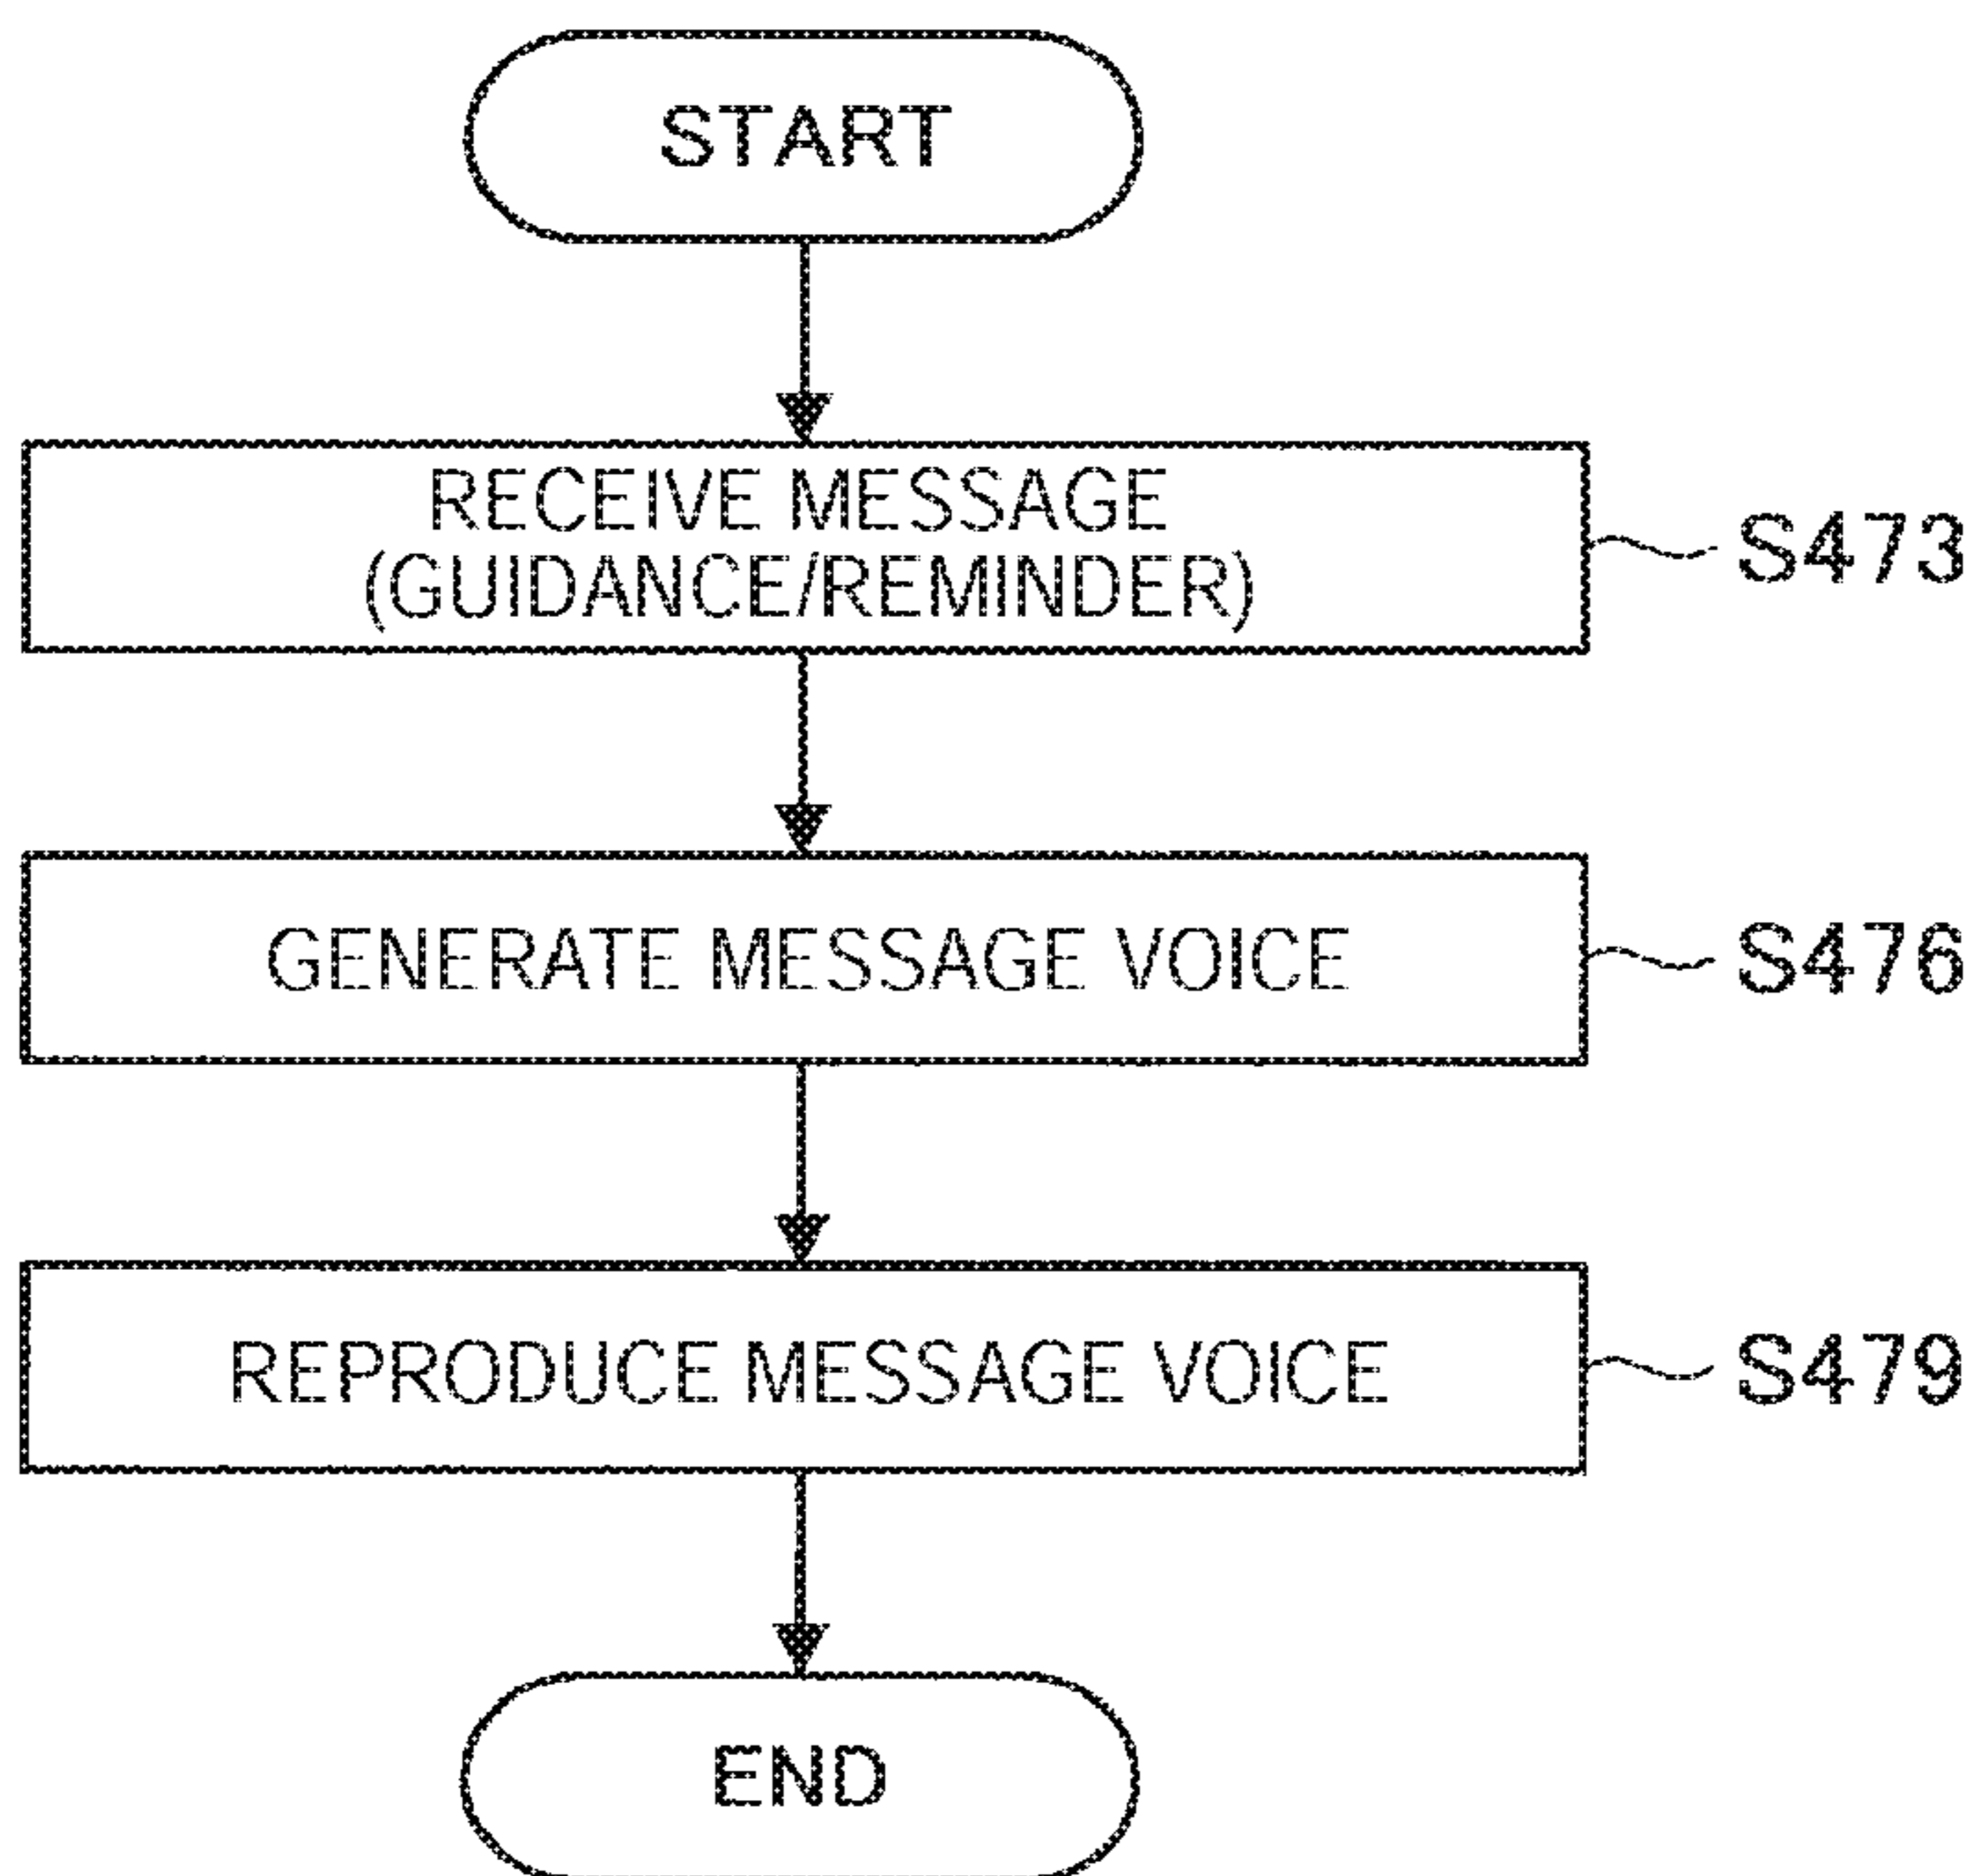 START
RECEIVE MESSAGE
(GUIDANCE/REMINDER)
S473
GENERATE MESSAGE VOICE
S476
REPRODUCE MESSAGE VOICE
S479
END